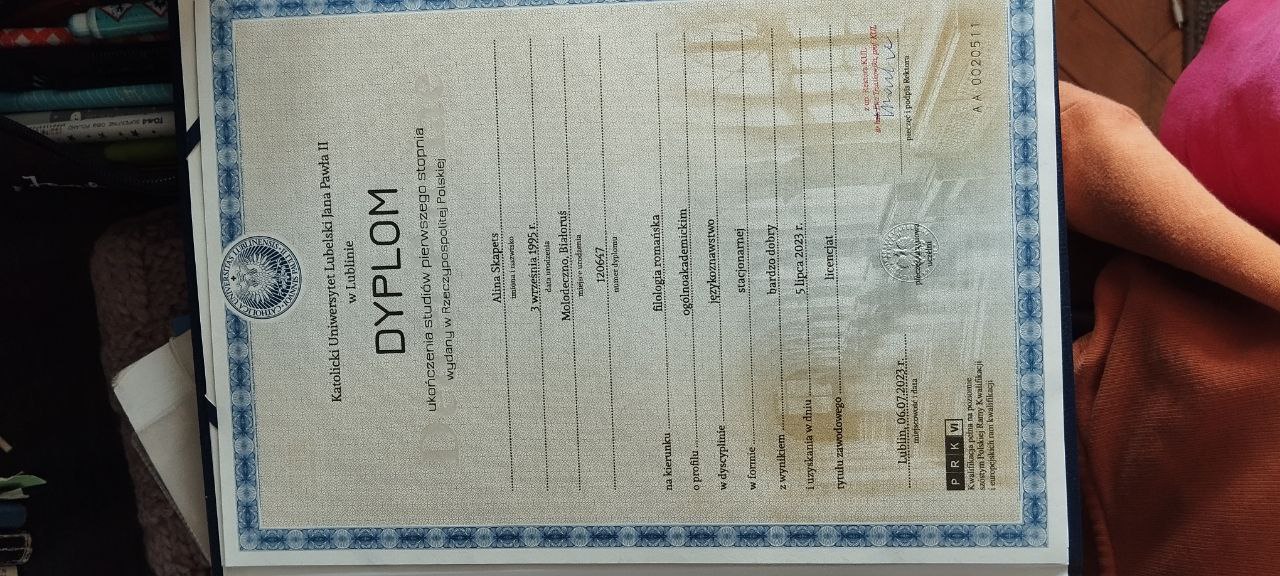 Katolicki Uniwersytet Lubelski Jana Pawła II
w Lublinie
DYPLOM
ukończenia studiów pierwszego stopnia
wydany w Rzeczypospolitej Polskiej
Alina Skapets
imiona i nazwisko
3 września 1995 r.
data urodzenia
Mołodeczno, Białoruś
miejsce urodzenia
120647
numer dyplomu
na kierunku filologia romańska
o profilu ogólnoakademickim
w dyscyplinie językoznawstwo
w formie stacjonarnej
z wynikiem bardzo dobry
i uzyskania w dniu 5 lipca 2023 r.
tytułu zawodowego licencjat
Lublin, 06.07.2023 r.
miejscowość i data
pieczęć urzędowa
uczelni
pieczęć i podpis Rektora
P R K VI
Kwalifikacja pełna na poziomie
szóstym Polskiej Ramy Kwalifikacji
i europejskich ram kwalifikacji
A A 0020511